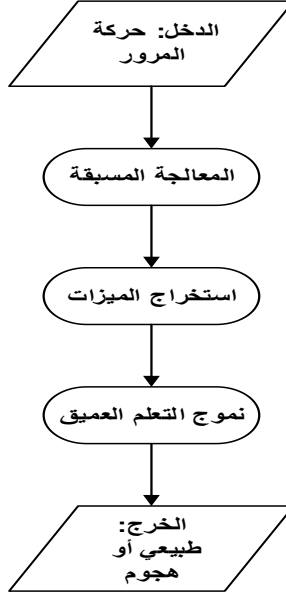 الدخل: حركة
المرور
المعالجة المسبقة
استخراج الميزات
نموج التعلم العميق
الخرج:
طبيعي أو
هجوم